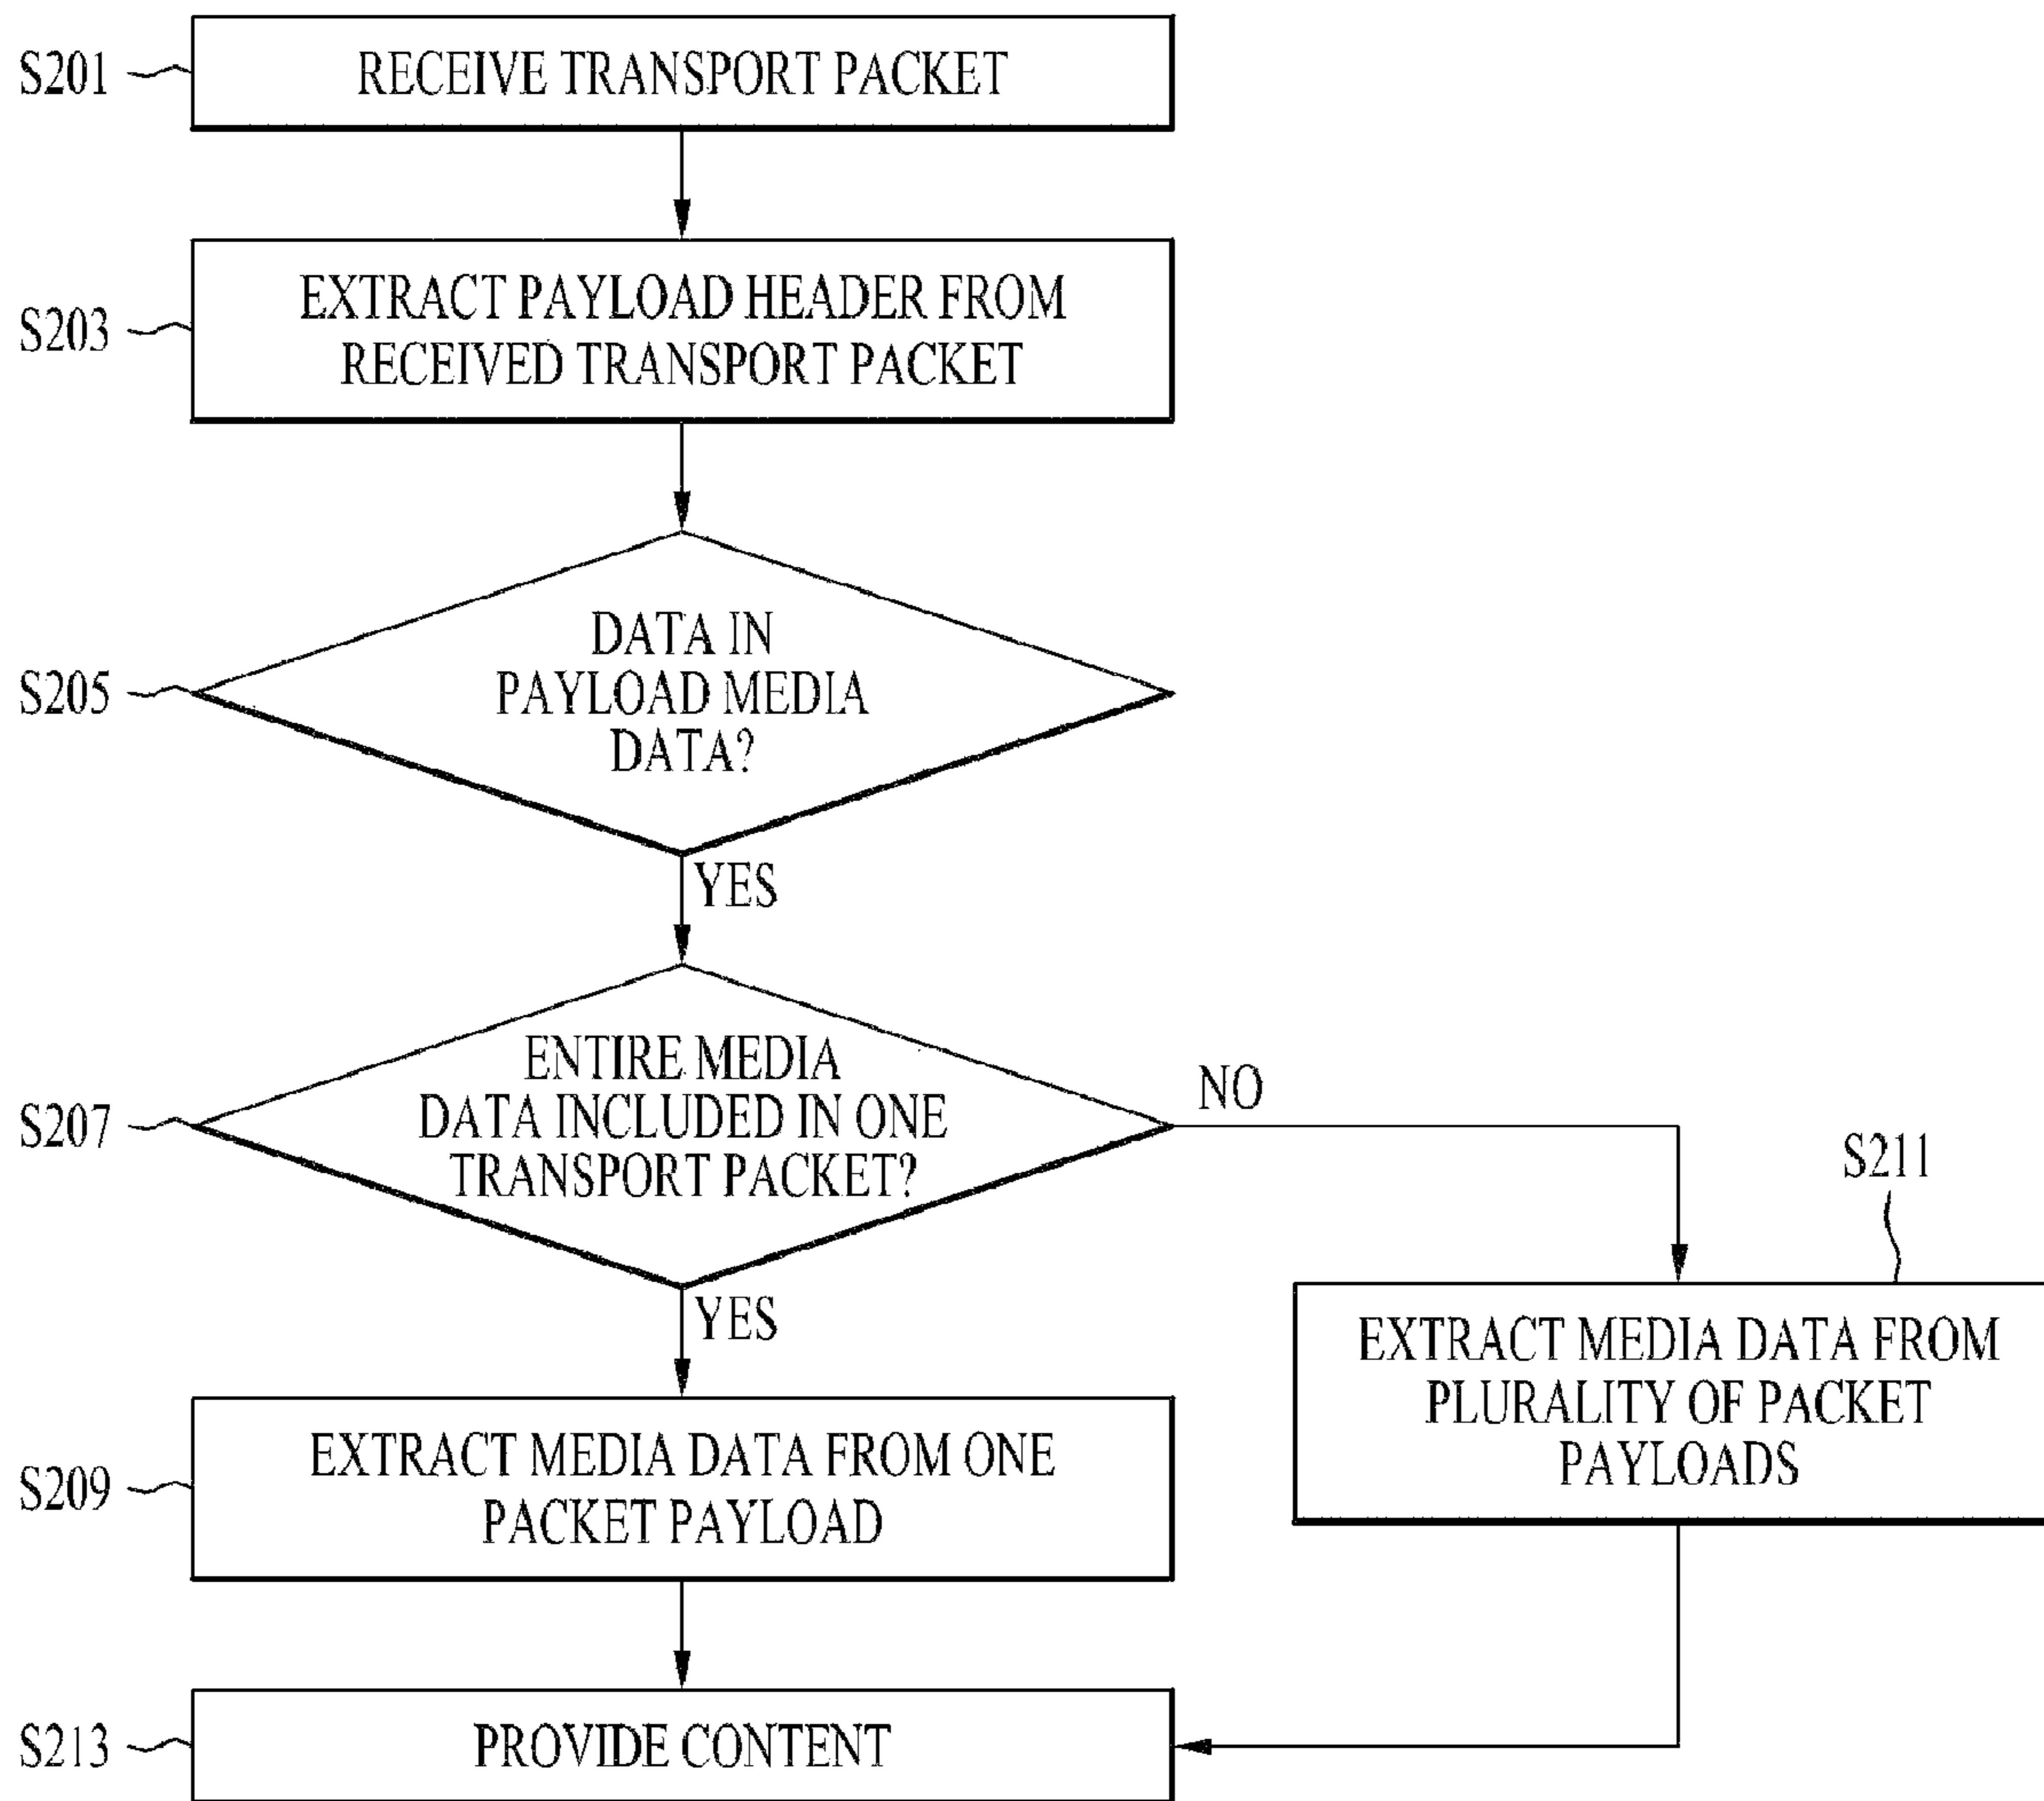 S201
RECEIVE TRANSPORT PACKET
S203
EXTRACT PAYLOAD HEADER FROM
RECEIVED TRANSPORT PACKET
S205
DATA IN
PAYLOAD MEDIA
DATA?
YES
S207
ENTIRE MEDIA
DATA INCLUDED IN ONE
TRANSPORT PACKET?
NO
YES
S211
EXTRACT MEDIA DATA FROM
PLURALITY OF PACKET
PAYLOADS
S209
EXTRACT MEDIA DATA FROM ONE
PACKET PAYLOAD
S213
PROVIDE CONTENT